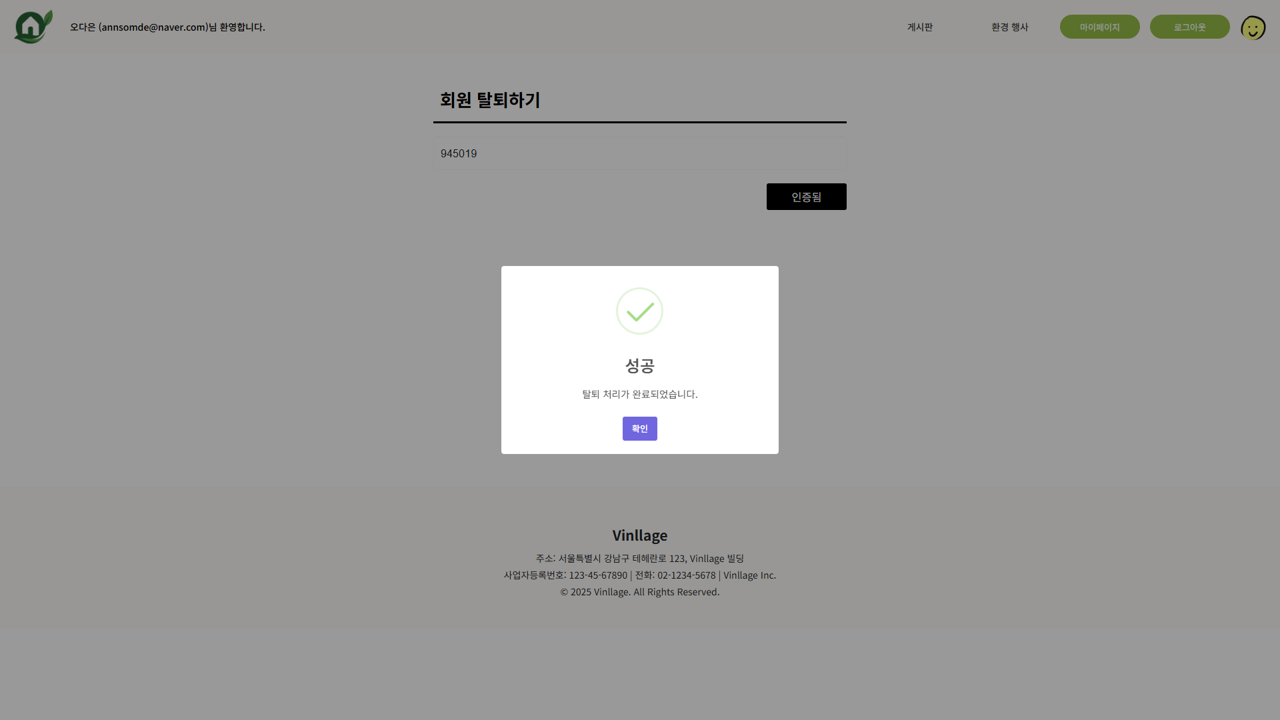 오다은 (annsomde@naver.com)님 환영합니다.
게시판
환경 행사
마이페이지
로그아웃
회원 탈퇴하기
945019
인증됨
성공
탈퇴 처리가 완료되었습니다.
확인
Vinllage
주소: 서울특별시 강남구 테헤란로 123, Vinllage 빌딩
사업자등록번호: 123-45-67890 | 전화: 02-1234-5678 | Vinllage Inc.
© 2025 Vinllage. All Rights Reserved.